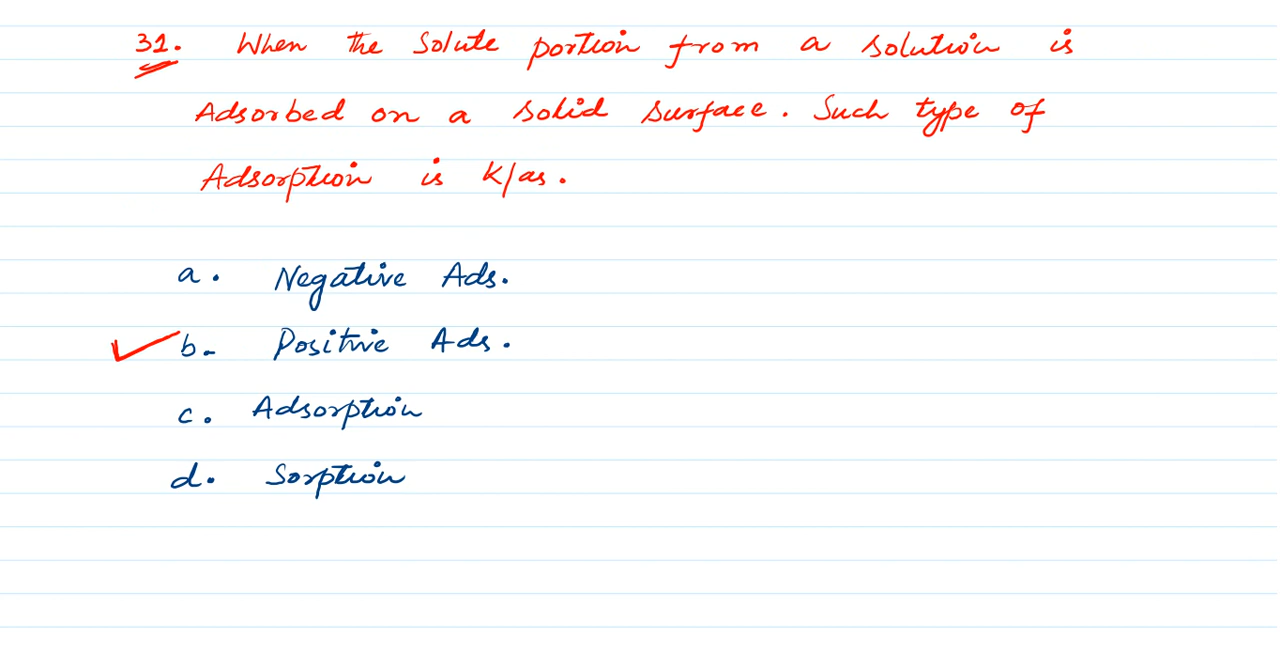 31. When the Solute portion from a solution is
Adsorbed on a solid surface. Such type of
Adsorption is K/as.
a. Negative Ads.
b. Positive Ads.
c. Adsorption
d. Sorption